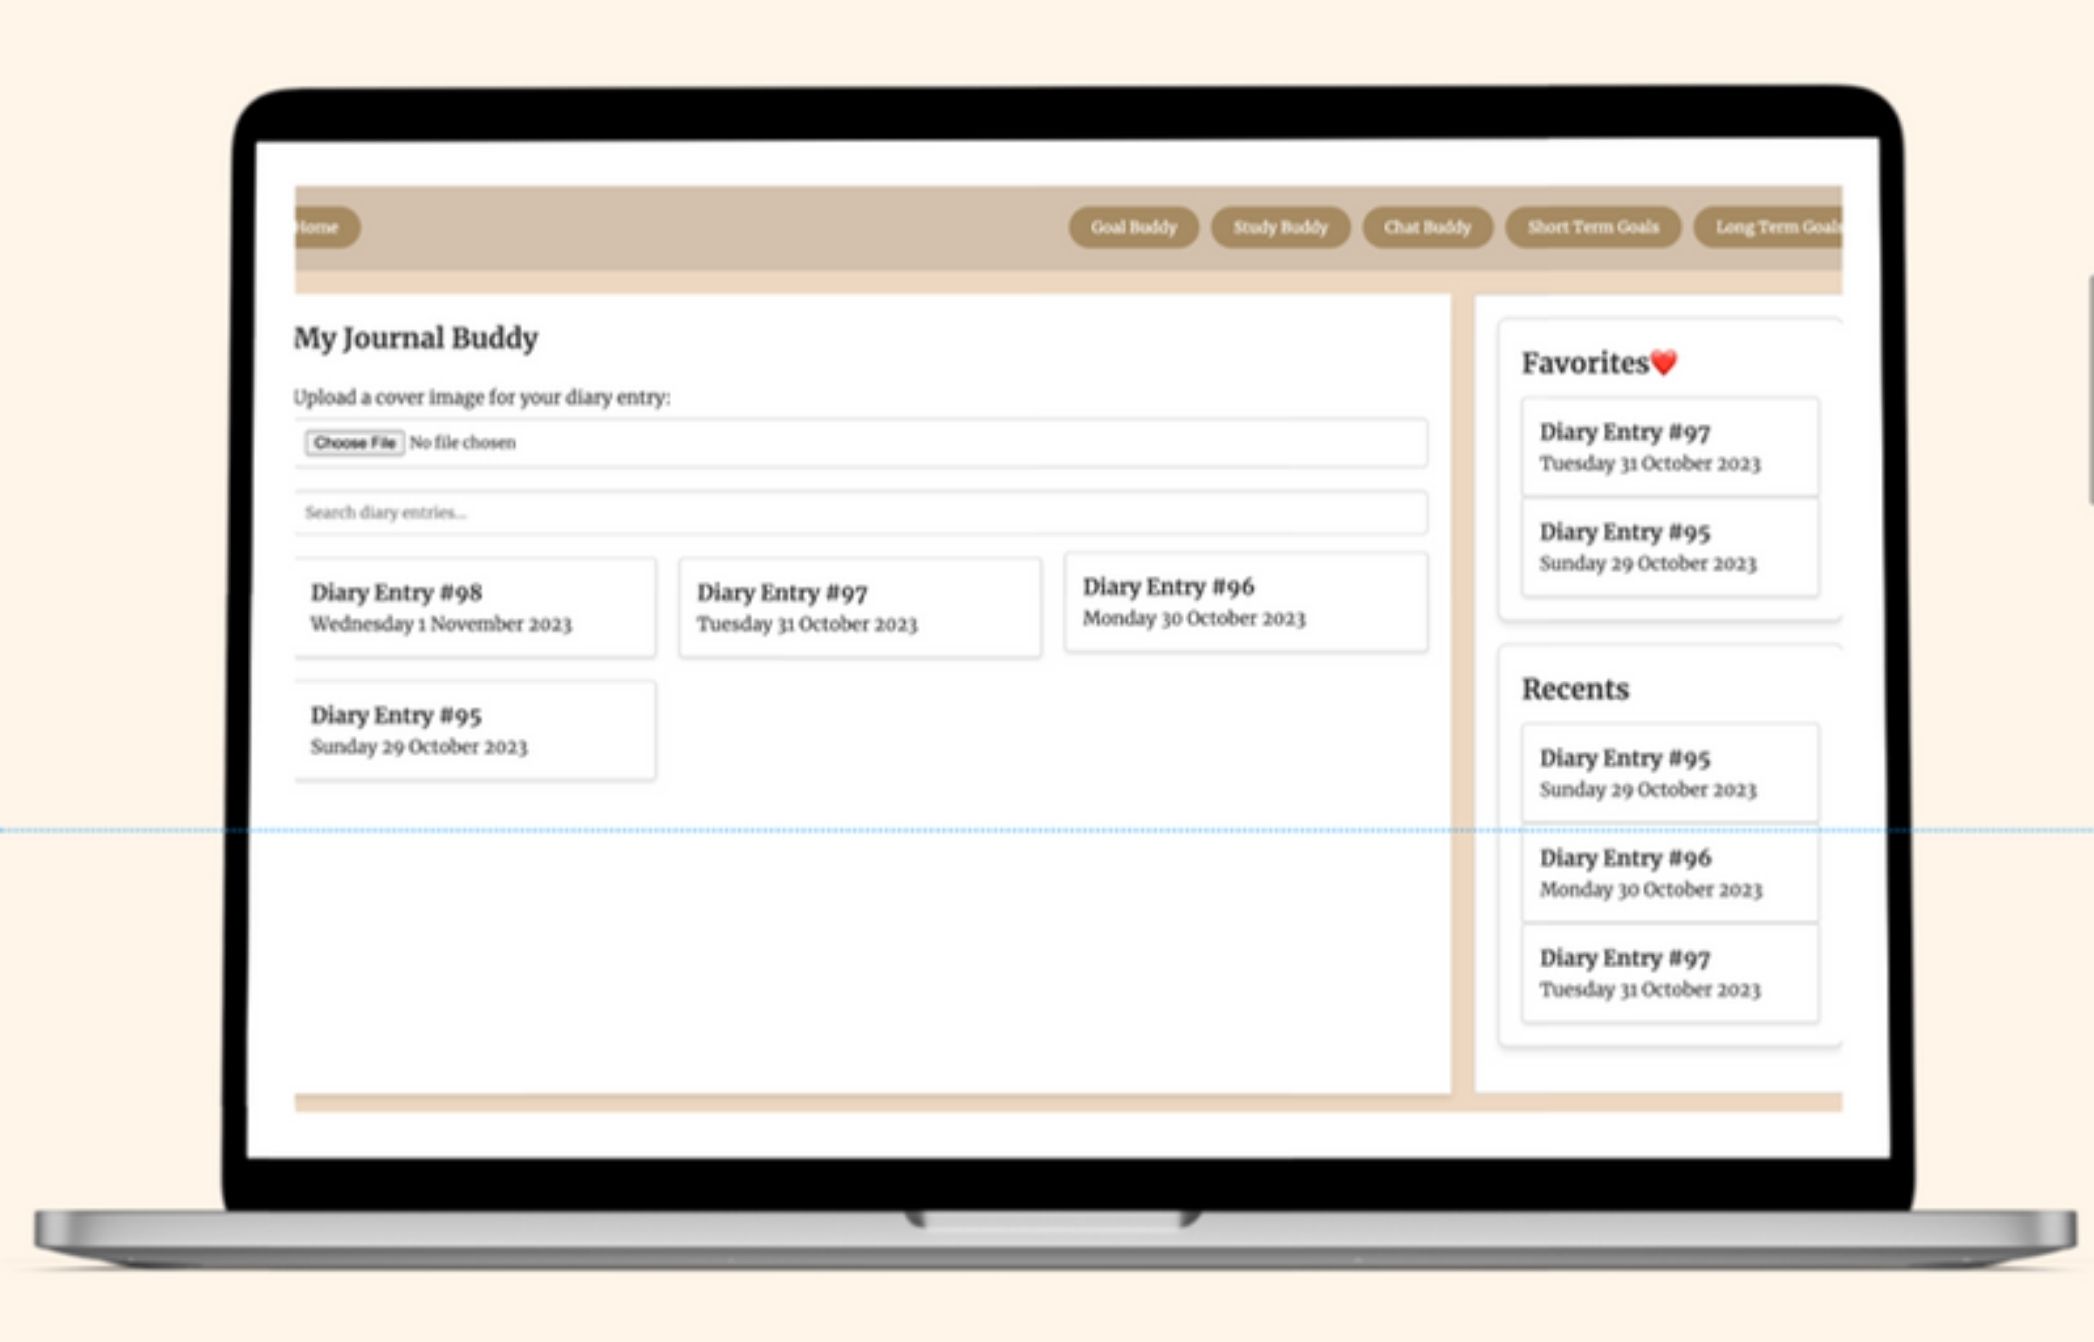 Home
Goal Buddy
Study Buddy
Chat Buddy
Short Term Goals
Long Term Goals
My Journal Buddy
Upload a cover image for your diary entry:
Choose File No file chosen
Search diary entries...
Diary Entry #98
Wednesday 1 November 2023
Diary Entry #97
Tuesday 31 October 2023
Diary Entry #96
Monday 30 October 2023
Diary Entry #95
Sunday 29 October 2023
Favorites❤️
Diary Entry #97
Tuesday 31 October 2023
Diary Entry #95
Sunday 29 October 2023
Recents
Diary Entry #95
Sunday 29 October 2023
Diary Entry #96
Monday 30 October 2023
Diary Entry #97
Tuesday 31 October 2023